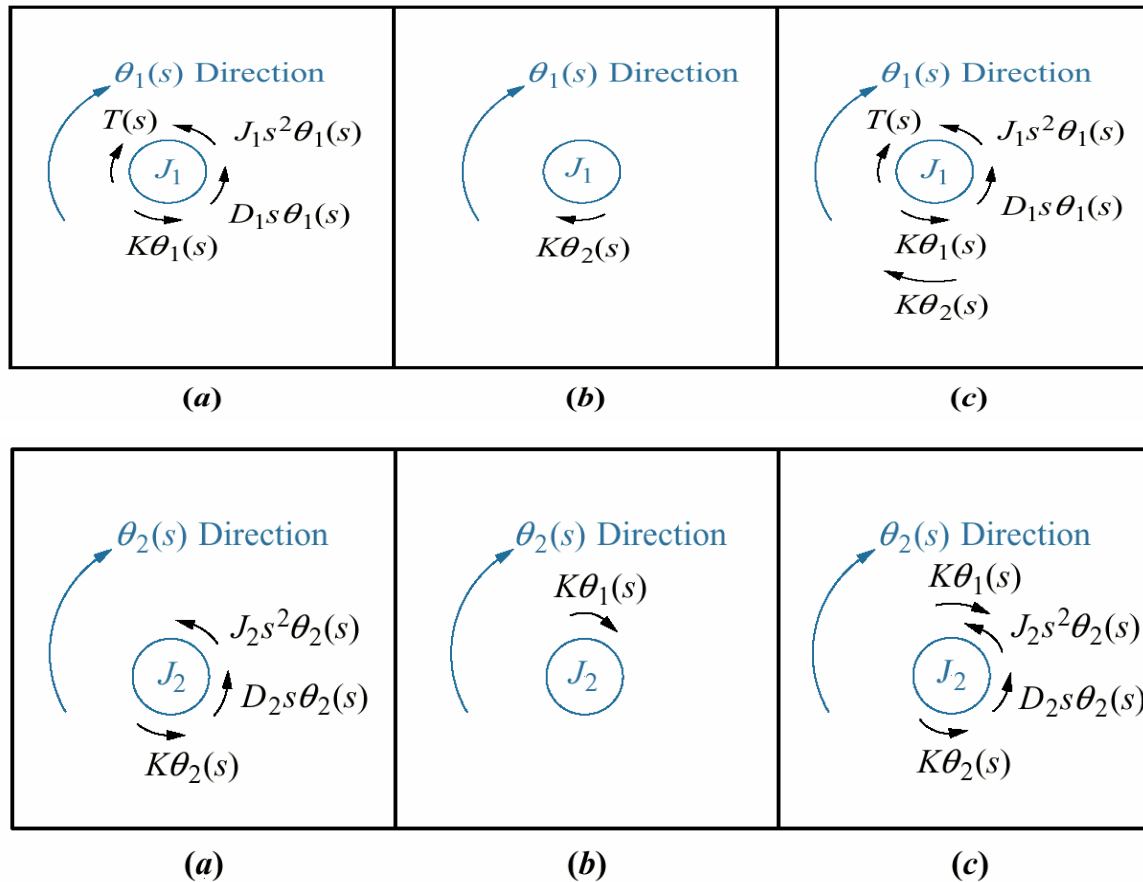 θ₁(s) Direction
T(s)
J₁s²θ₁(s)
J₁
D₁sθ₁(s)
Kθ₁(s)
(a)
θ₁(s) Direction
J₁
Kθ₂(s)
(b)
θ₁(s) Direction
T(s)
J₁s²θ₁(s)
J₁
D₁sθ₁(s)
Kθ₁(s)
Kθ₂(s)
(c)
θ₂(s) Direction
J₂s²θ₂(s)
J₂
D₂sθ₂(s)
Kθ₂(s)
(a)
θ₂(s) Direction
Kθ₁(s)
J₂
(b)
θ₂(s) Direction
Kθ₁(s)
J₂s²θ₂(s)
J₂
D₂sθ₂(s)
Kθ₂(s)
(c)